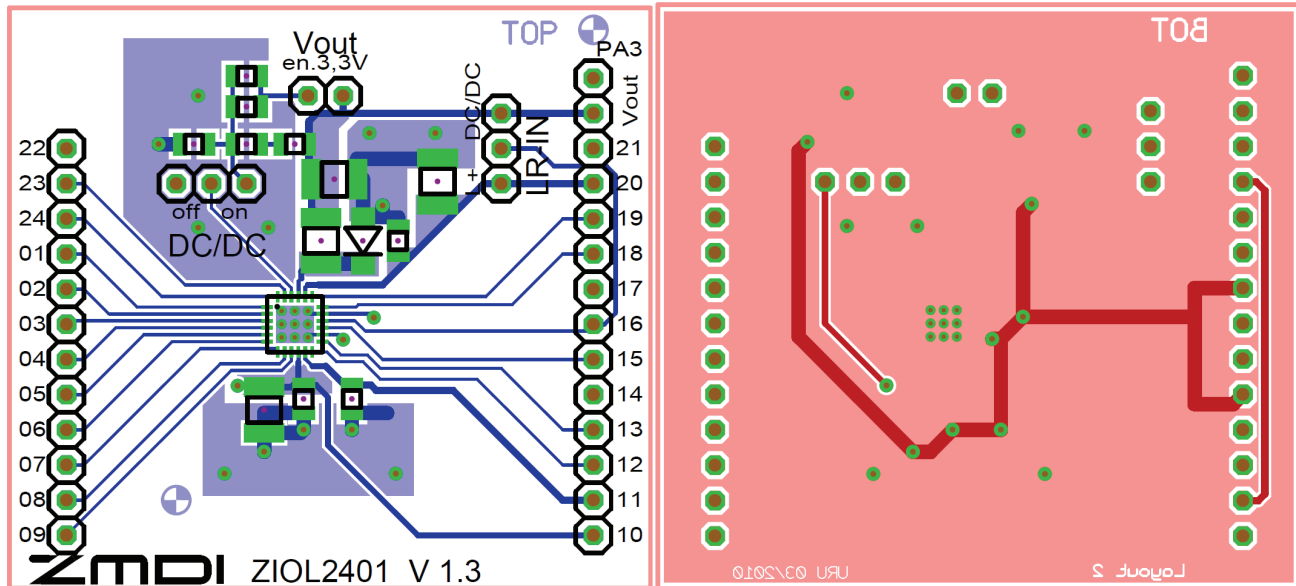 TOP
PA3
Vout
en.3,3V
Vout
DC/DC
LR-IN
L+
off on
DC/DC
22
23
24
01
02
03
04
05
06
07
08
09
21
20
19
18
17
16
15
14
13
12
11
10
ZMDI ZIOL2401 V 1.3
BOT
URU 03/2010
Layout 2